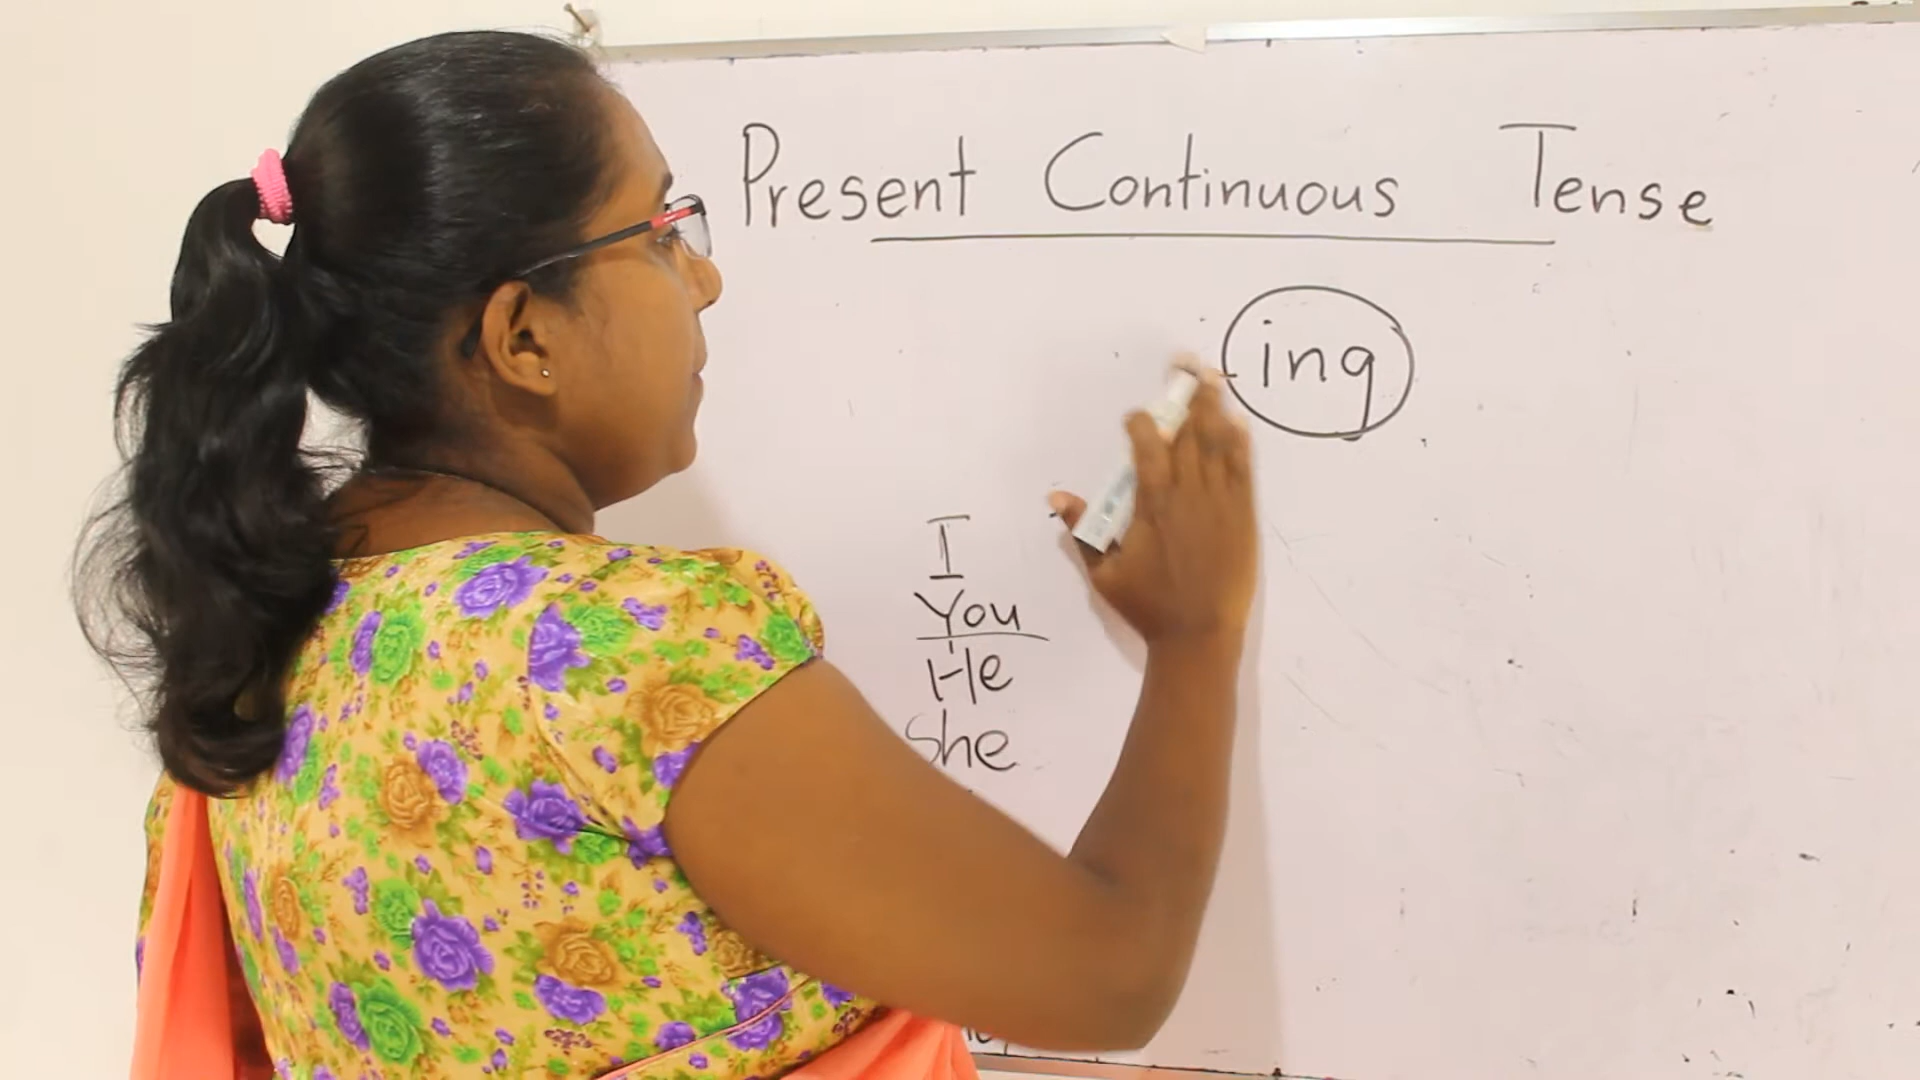 Present Continuous Tense
ing
I
You
He
She